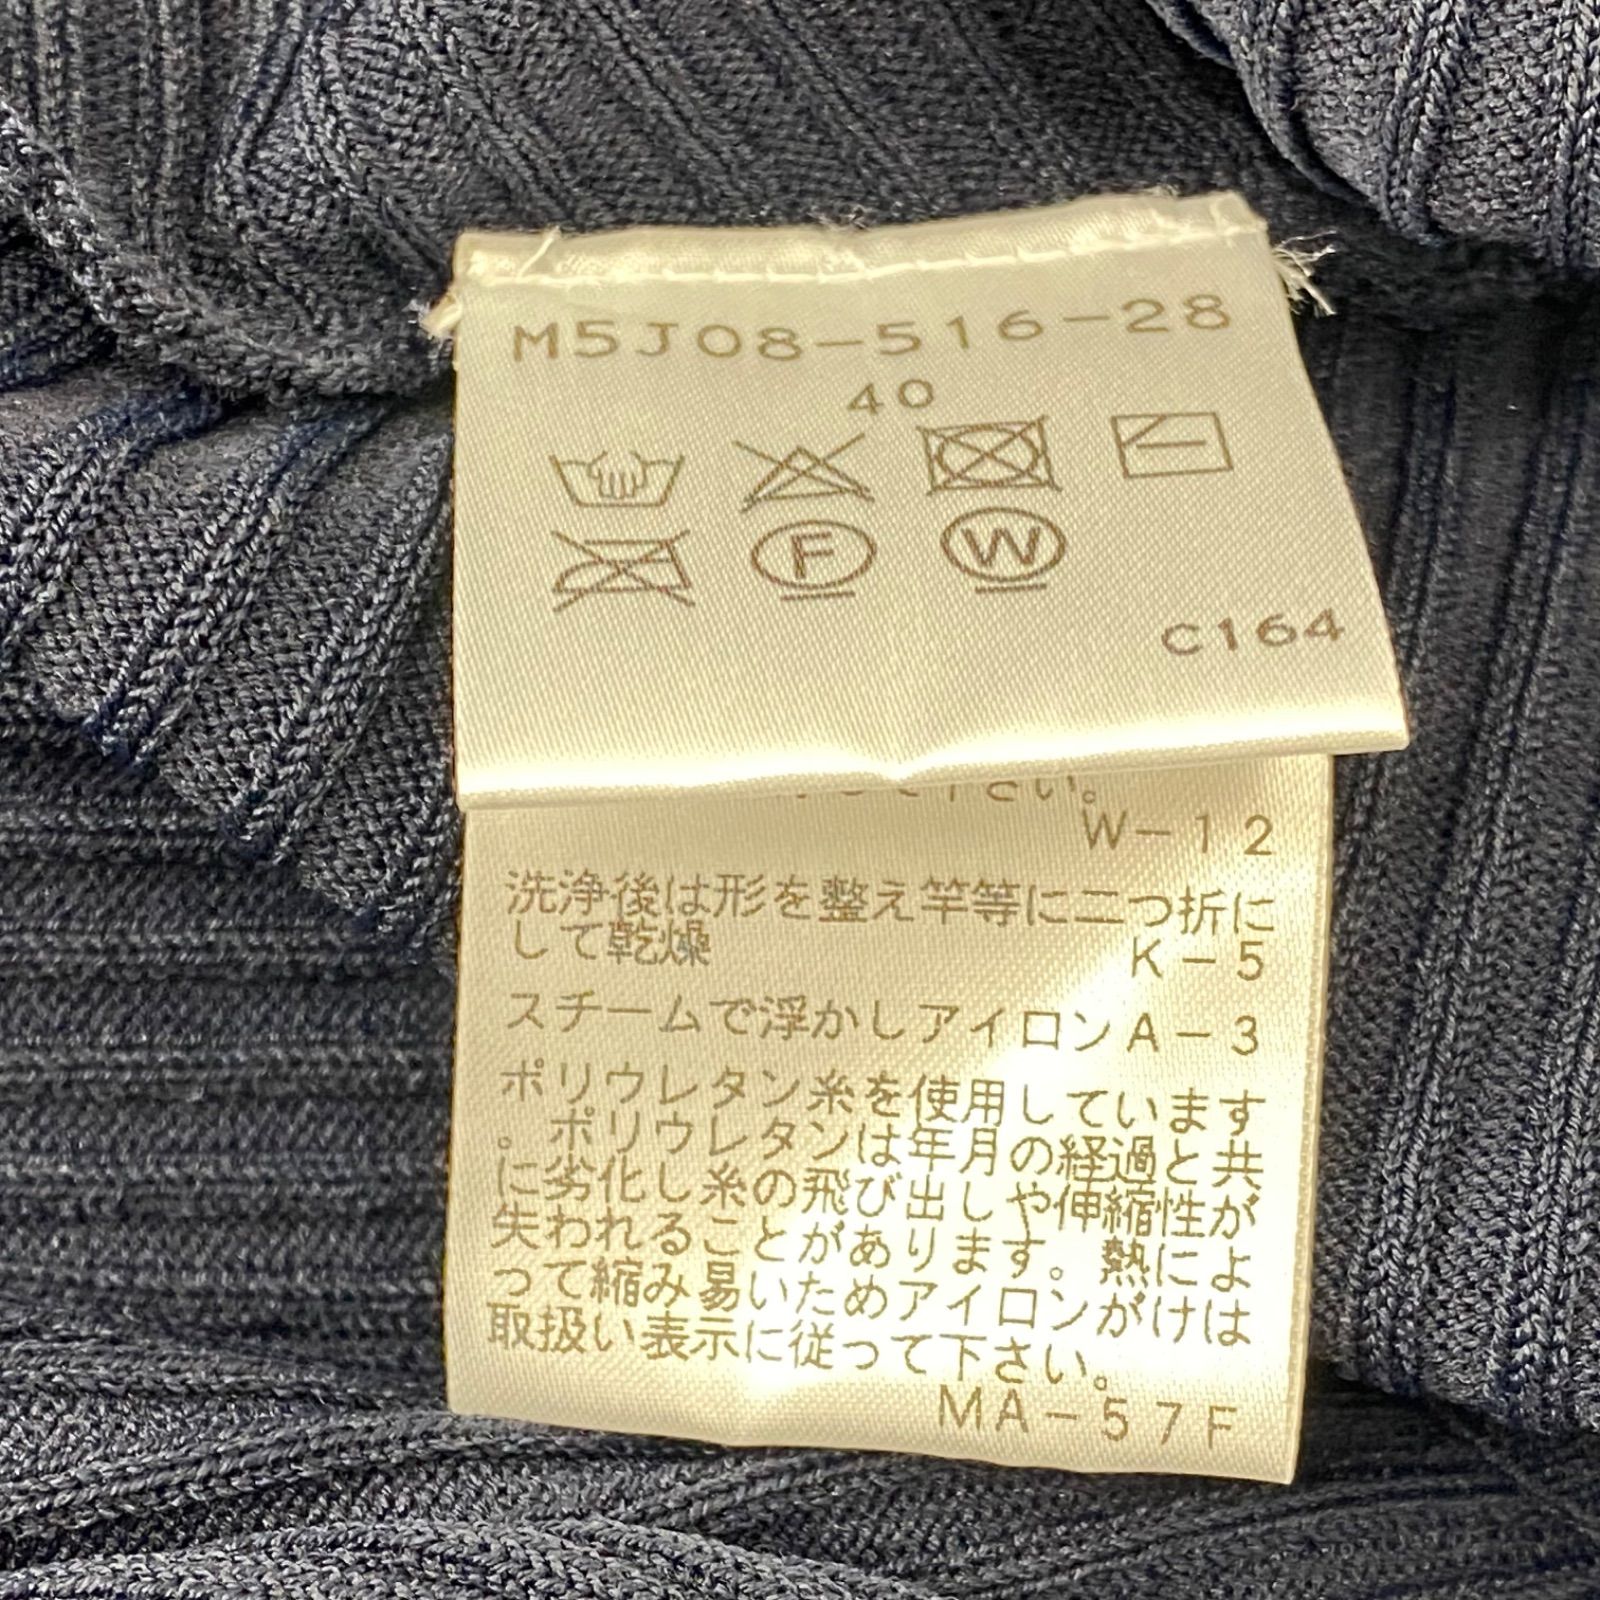 M5J08-516-28
40
F
W
C164
て下さい。
W-12
洗浄後は形を整え竿等に二つ折に
して乾燥 K-5
スチームで浮かしアイロンA-3
ポリウレタン糸を使用しています
。ポリウレタンは年月の経過と共
に劣化し糸の飛び出しや伸縮性が
失われることがあります。熱によ
って縮み易いためアイロンがけは
取扱い表示に従って下さい。
MA-57F